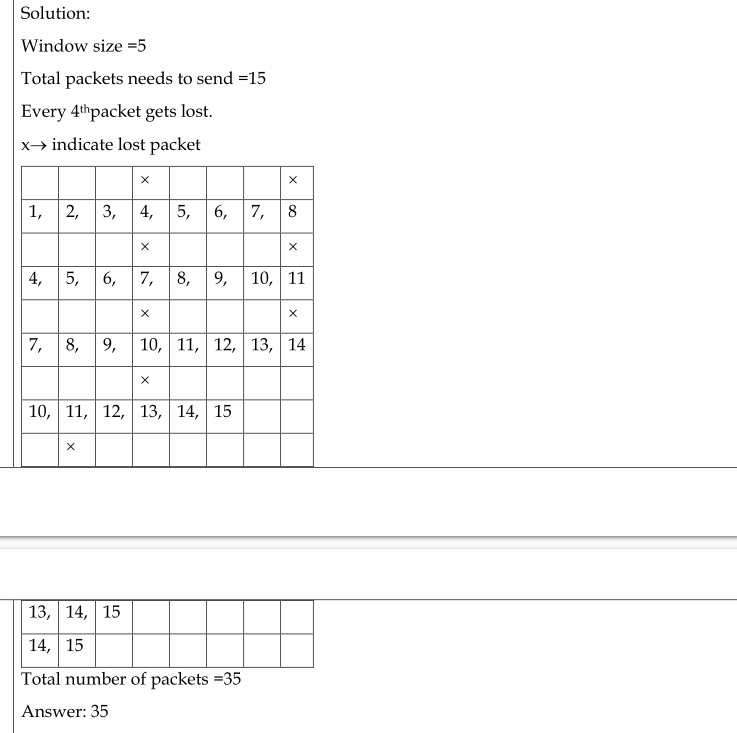 Solution:
Window size =5
Total packets needs to send =15
Every 4thpacket gets lost.
x→ indicate lost packet
× ×
1, 2, 3, 4, 5, 6, 7, 8
× ×
4, 5, 6, 7, 8, 9, 10, 11
× ×
7, 8, 9, 10, 11, 12, 13, 14
×
10, 11, 12, 13, 14, 15
×
13, 14, 15
14, 15
Total number of packets =35
Answer: 35